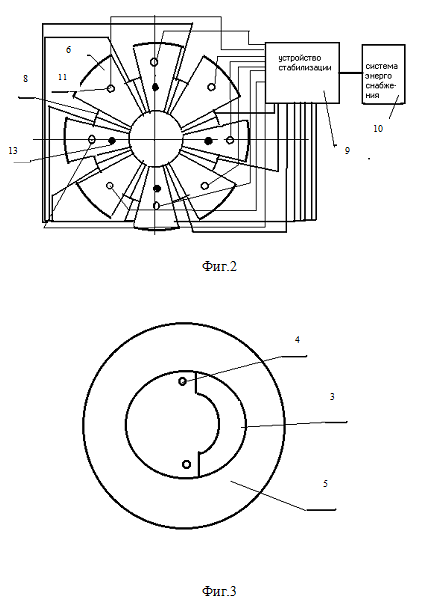 6
8
11
13
устройство
стабилизации
система
энерго
снабже-
ния
9
10
Фиг.2
4
3
5
Фиг.3